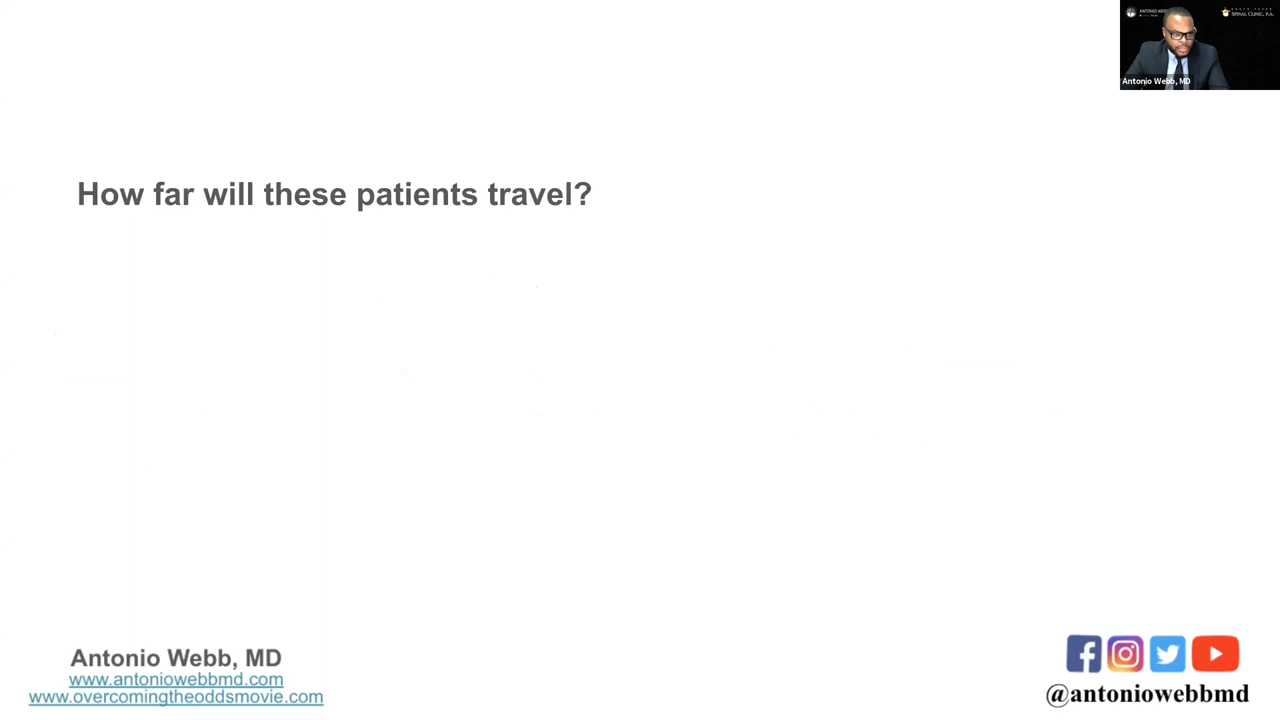 Antonio Webb, MD
How far will these patients travel?
Antonio Webb, MD
www.antoniowebbmd.com
www.overcomingtheoddsmovie.com
@antoniowebbmd